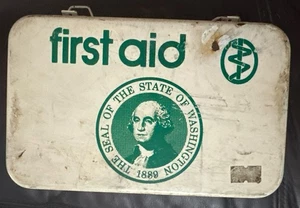 first aid
THE SEAL OF THE STATE OF WASHINGTON
1889